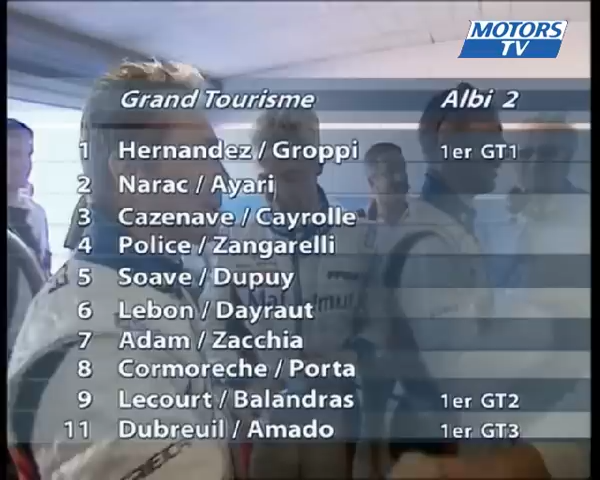 MOTORS
TV
Grand Tourisme Albi 2
1 Hernandez / Groppi 1er GT1
2 Narac / Ayari
3 Cazenave / Cayrolle
4 Police / Zangarelli
5 Soave / Dupuy
6 Lebon / Dayraut
7 Adam / Zacchia
8 Cormoreche / Porta
9 Lecourt / Balandras 1er GT2
11 Dubreuil / Amado 1er GT3